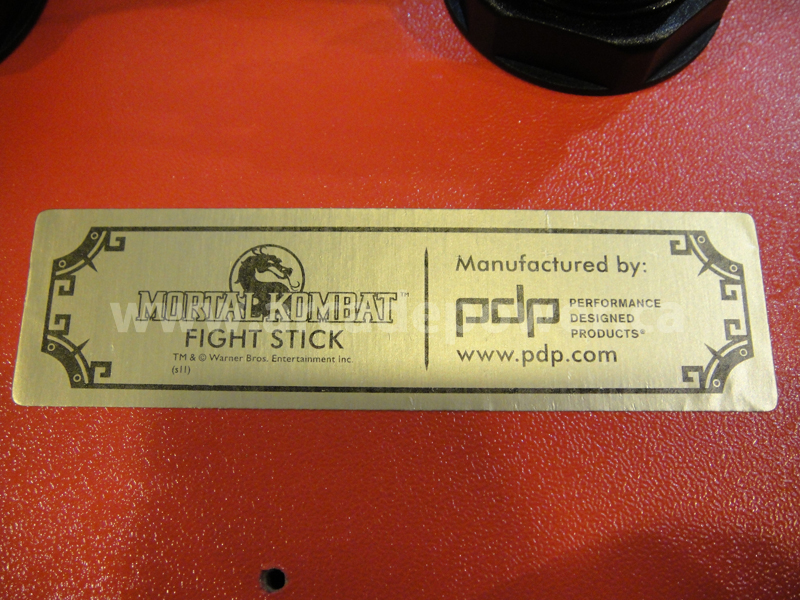 MORTAL KOMBAT™
FIGHT STICK
TM & © Warner Bros. Entertainment Inc.
(s11)
Manufactured by:
pdp
PERFORMANCE
DESIGNED
PRODUCTS®
www.pdp.com